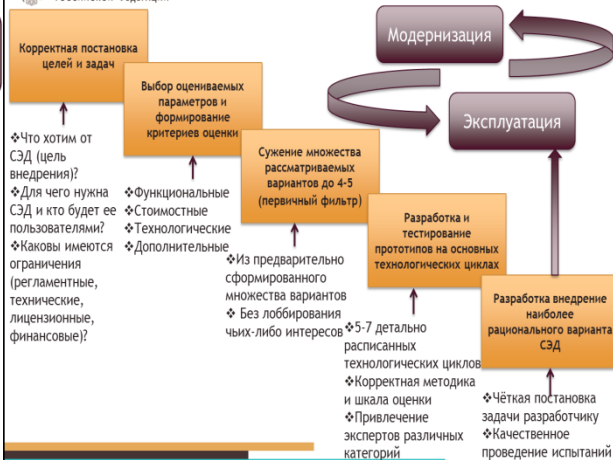 Российской Федерации
Корректная постановка
целей и задач
Выбор оцениваемых
параметров и
формирование
критериев оценки
Сужение множества
рассматриваемых
вариантов до 4-5
(первичный фильтр)
Разработка и
тестирование
прототипов на основных
технологических циклах
Разработка внедрение
наиболее
рационального варианта
СЭД
Модернизация
Эксплуатация
❖Что хотим от
СЭД (цель
внедрения)?
❖Для чего нужна
СЭД и кто будет ее
пользователями?
❖Каковы имеются
ограничения
(регламентные,
технические,
лицензионные,
финансовые)?
❖Функциональные
❖Стоимостные
❖Технологические
❖Дополнительные
❖Из предварительно
сформированного
множества вариантов
❖ Без лоббирования
чьих-либо интересов
❖5-7 детально
расписанных
технологических циклов
❖Корректная методика
и шкала оценки
❖Привлечение
экспертов различных
категорий
❖Чёткая постановка
задачи разработчику
❖Качественное
проведение испытаний